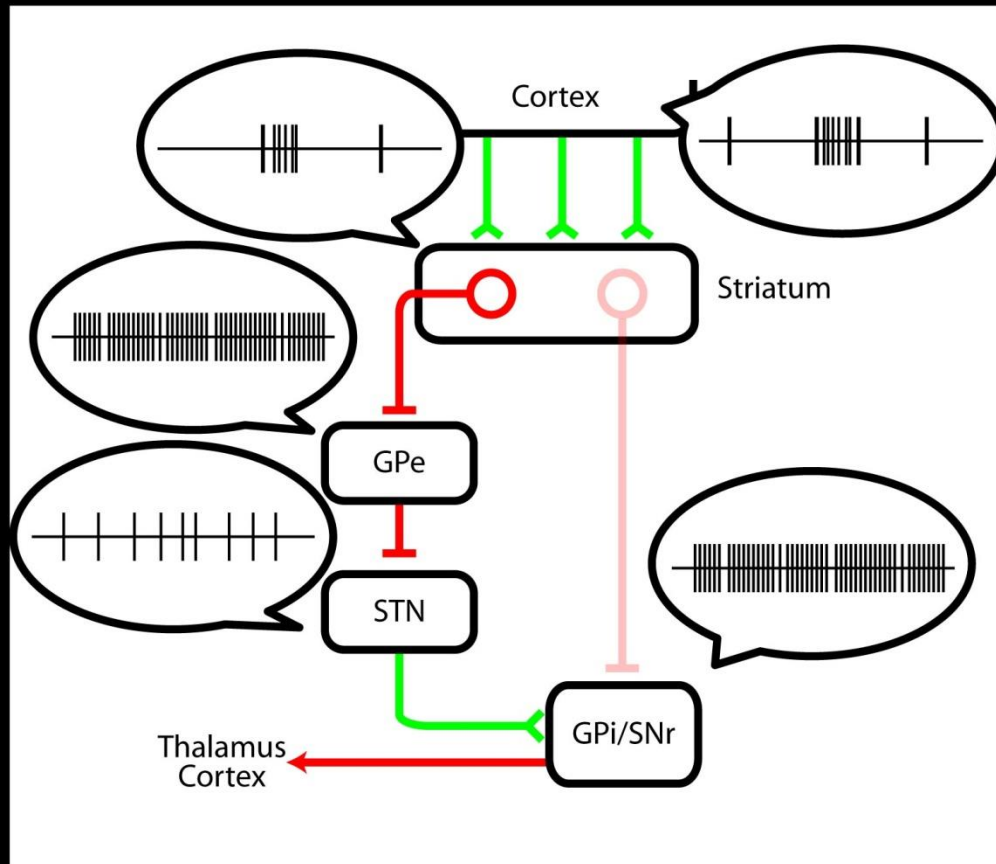 Cortex
Striatum
GPe
STN
GPi/SNr
Thalamus
Cortex